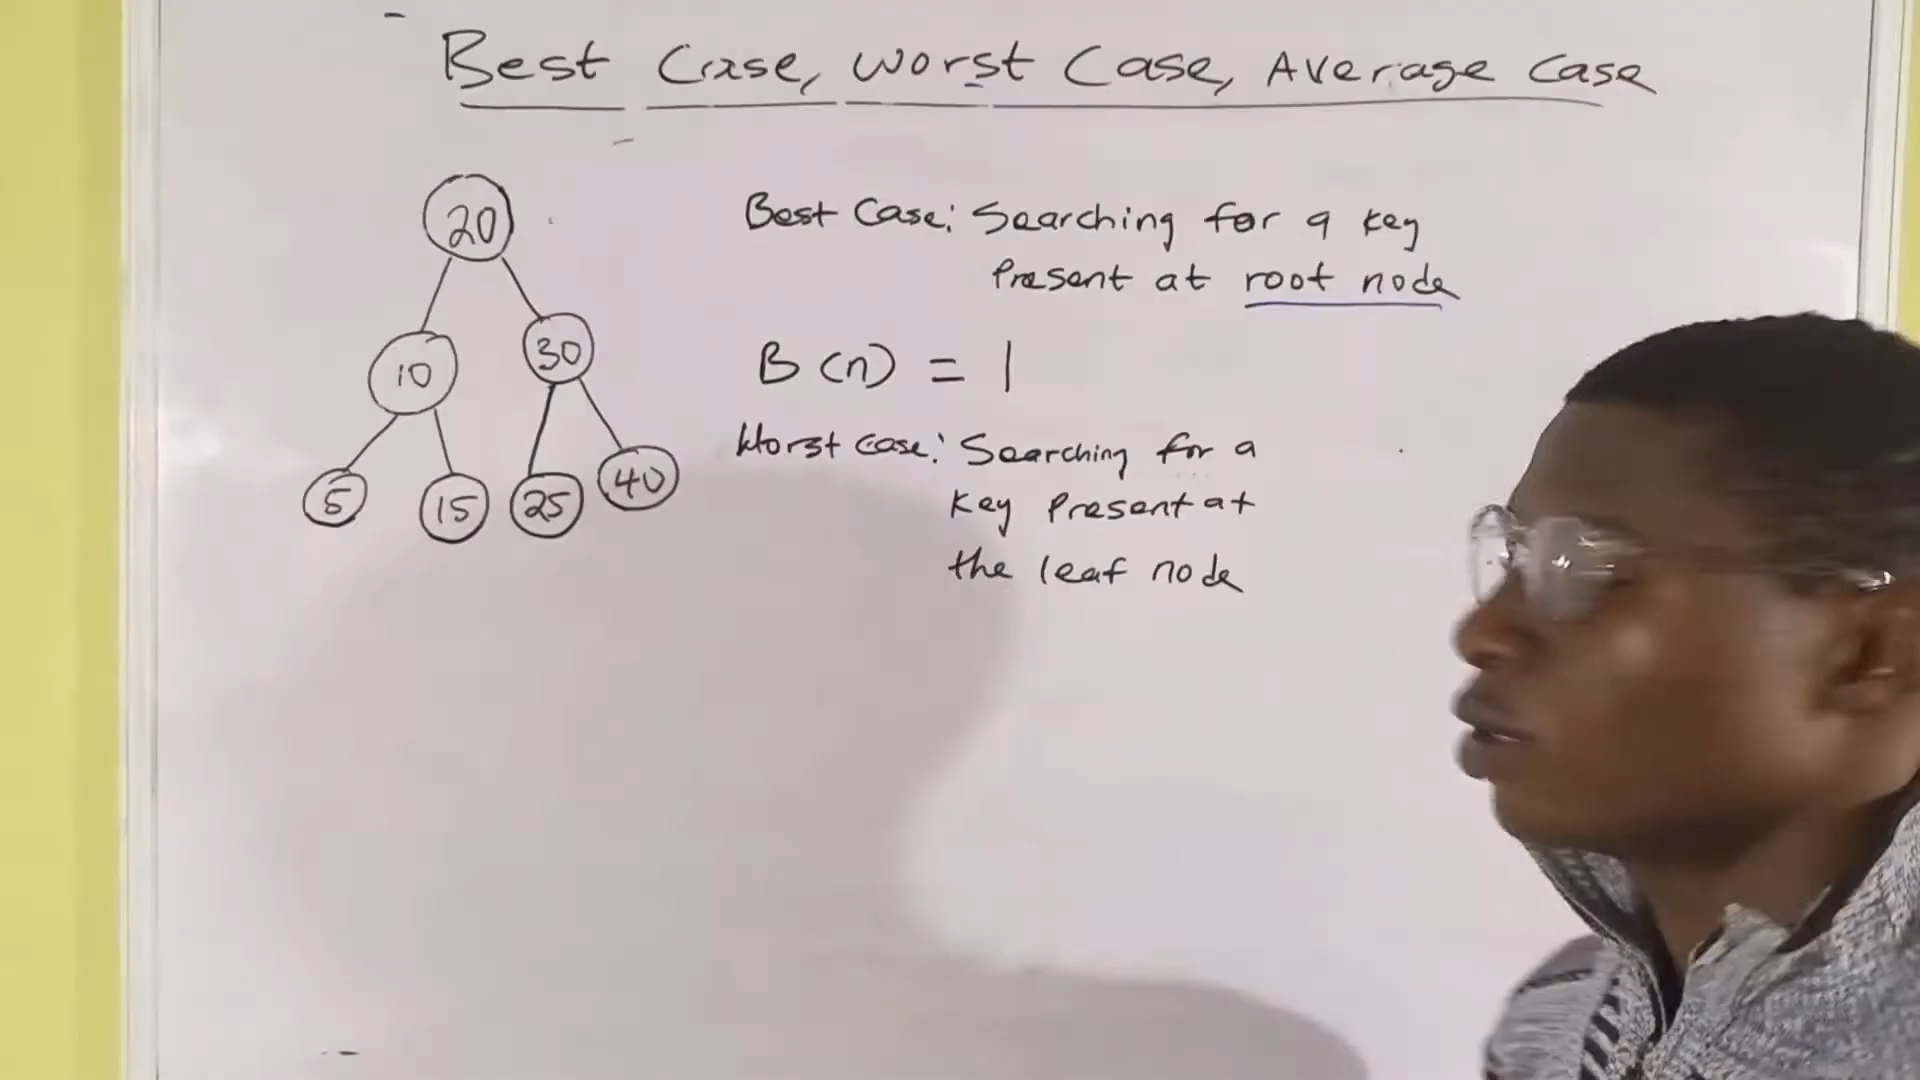 Best Case, Worst Case, Average Case
20
10
30
5
15
25
40
Best Case: Searching for a key
Present at root node
B(n) = 1
Worst Case: Searching for a
Key Present at
the leaf node